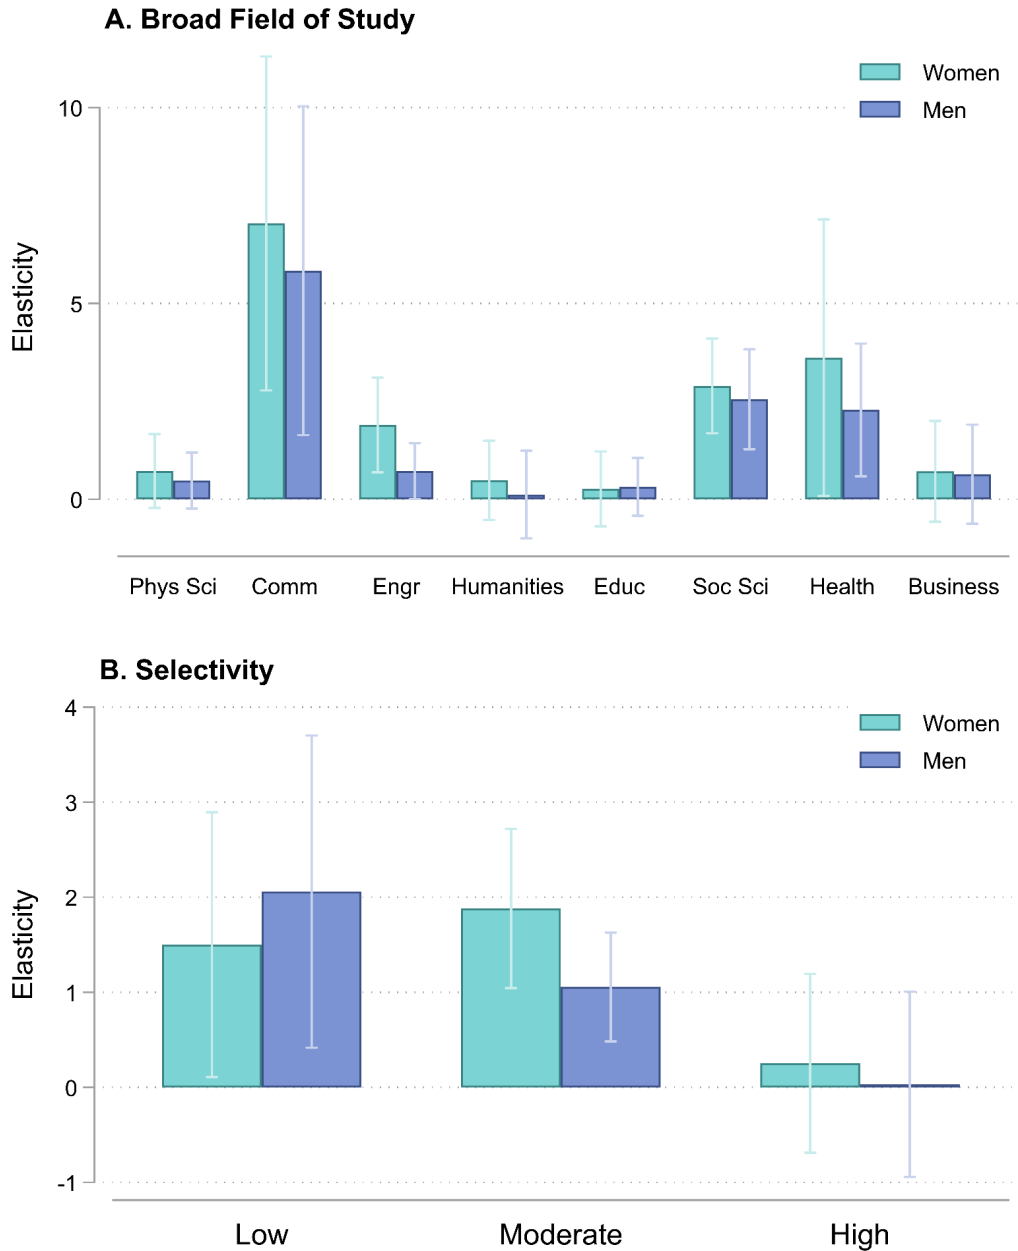 A. Broad Field of Study
Women
Men
10
5
0
Elasticity
Phys Sci Comm Engr Humanities Educ Soc Sci Health Business
B. Selectivity
Women
Men
4
3
2
1
0
-1
Elasticity
Low Moderate High